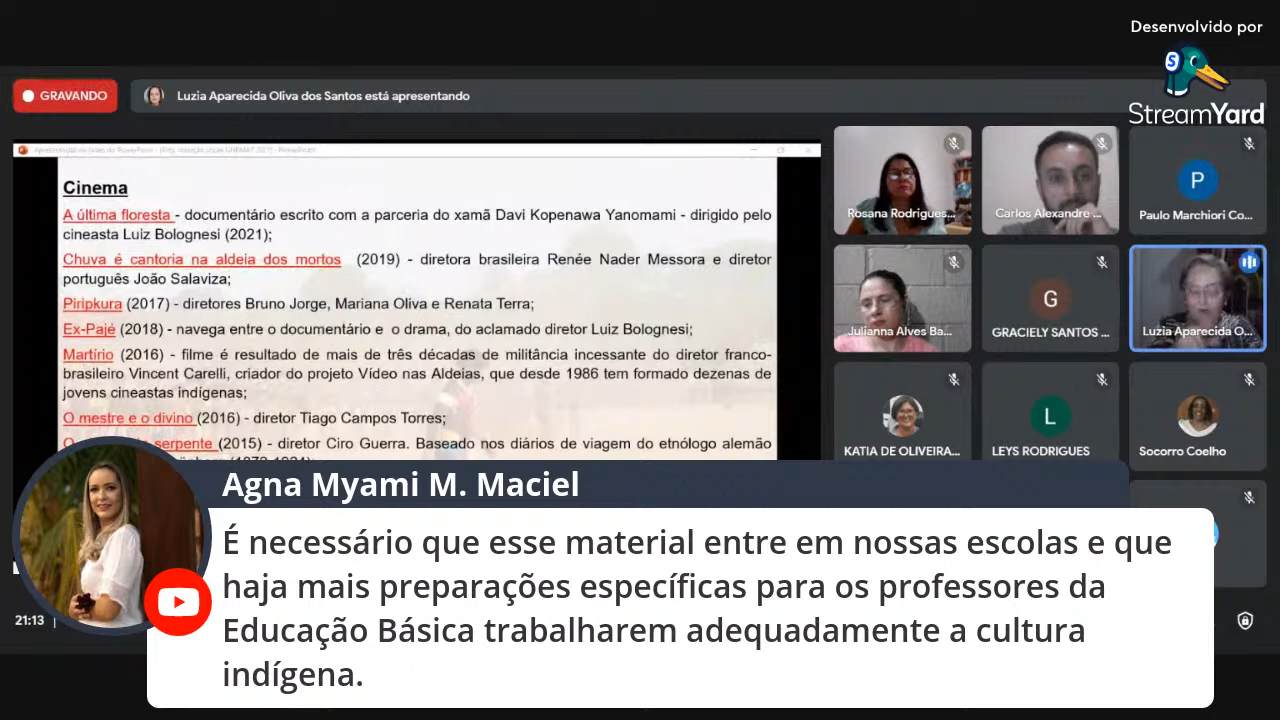 Desenvolvido por
StreamYard
GRAVANDO
Luzia Aparecida Oliva dos Santos está apresentando
Cinema
A última floresta - documentário escrito com a parceria do xamã Davi Kopenawa Yanomami - dirigido pelo
cineasta Luiz Bolognesi (2021);
Chuva é cantoria na aldeia dos mortos (2019) - diretora brasileira Renée Nader Messora e diretor
português João Salaviza;
Piripkura (2017) - diretores Bruno Jorge, Mariana Oliva e Renata Terra;
Ex-Pajé (2018) - navega entre o documentário e o drama, do aclamado diretor Luiz Bolognesi;
Martírio (2016) - filme é resultado de mais de três décadas de militância incessante do diretor franco-
brasileiro Vincent Carelli, criador do projeto Vídeo nas Aldeias, que desde 1986 tem formado dezenas de
jovens cineastas indígenas;
O mestre e o divino (2016) - diretor Tiago Campos Torres;
O serpente (2015) - diretor Ciro Guerra. Baseado nos diários de viagem do etnólogo alemão
Rosana Rodrigues...
Carlos Alexandre ...
P
Paulo Marchiori Co...
Julianna Alves Ba...
G
GRACIELY SANTOS ...
Luzia Aparecida O...
KATIA DE OLIVEIRA...
L
LEYS RODRIGUES
Socorro Coelho
Agna Myami M. Maciel
É necessário que esse material entre em nossas escolas e que
haja mais preparações específicas para os professores da
Educação Básica trabalharem adequadamente a cultura
indígena.
21:13